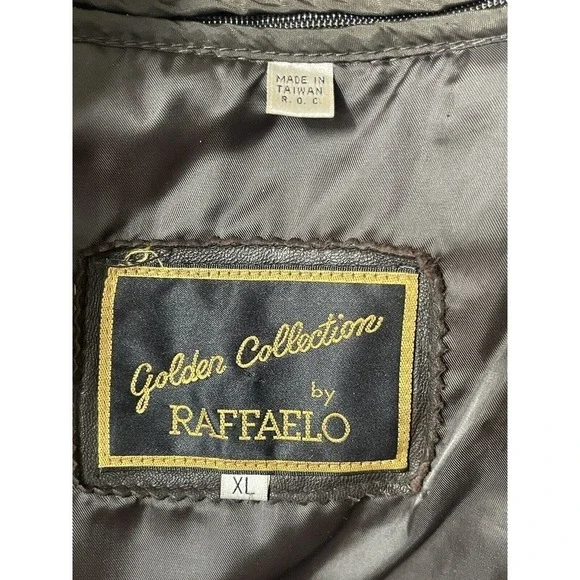 MADE IN
TAIWAN
R. O. C.
Golden Collection
by
RAFFAELO
XL